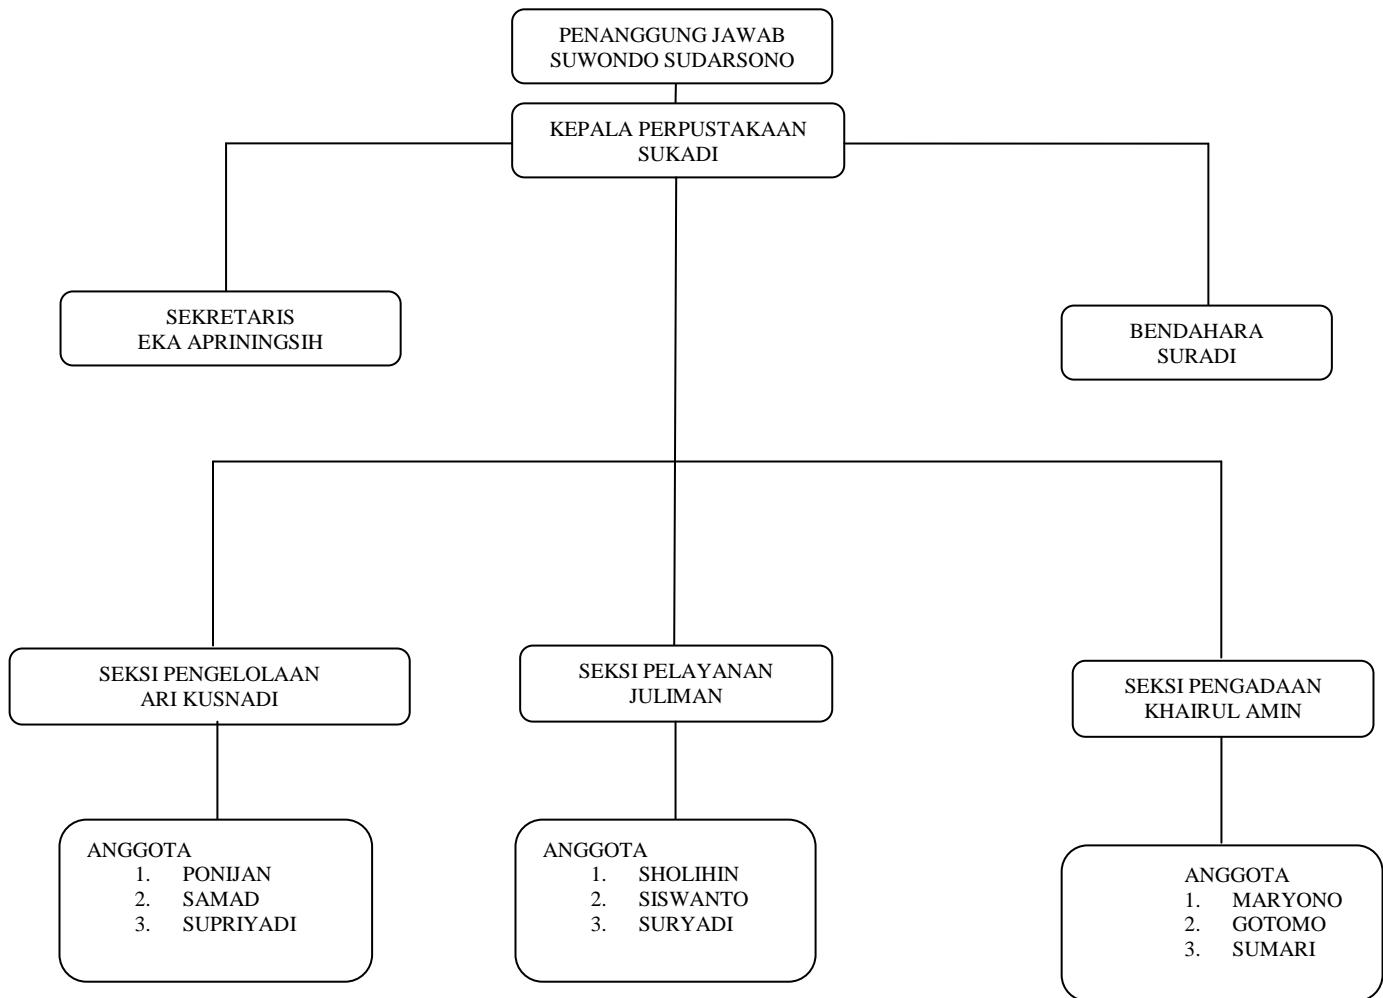 PENANGGUNG JAWAB
SUWONDO SUDARSONO
KEPALA PERPUSTAKAAN
SUKADI
SEKRETARIS
EKA APRININGSIH
BENDAHARA
SURADI
SEKSI PENGELOLAAN
ARI KUSNADI
SEKSI PELAYANAN
JULIMAN
SEKSI PENGADAAN
KHAIRUL AMIN
ANGGOTA
1. PONIJAN
2. SAMAD
3. SUPRIYADI
ANGGOTA
1. SHOLIHIN
2. SISWANTO
3. SURYADI
ANGGOTA
1. MARYONO
2. GOTOMO
3. SUMARI